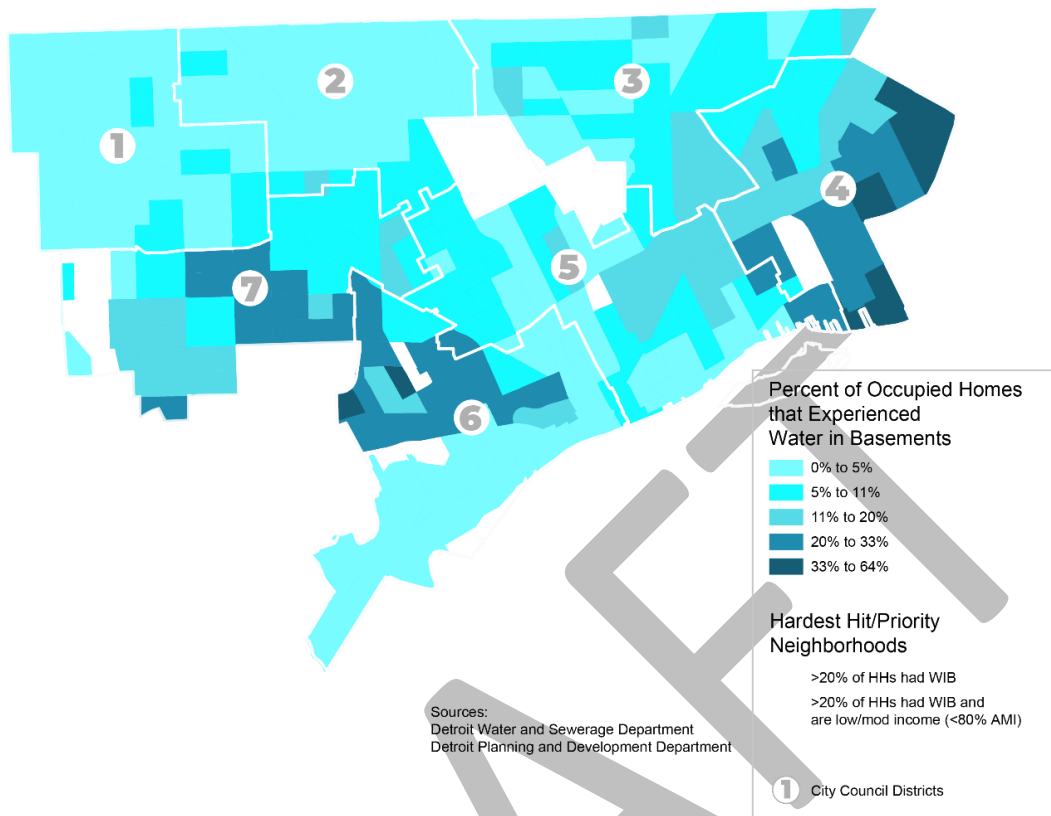 1
2
3
4
5
6
7
Percent of Occupied Homes
that Experienced
Water in Basements
0% to 5%
5% to 11%
11% to 20%
20% to 33%
33% to 64%
Hardest Hit/Priority
Neighborhoods
>20% of HHs had WIB
>20% of HHs had WIB and
are low/mod income (<80% AMI)
1 City Council Districts
Sources:
Detroit Water and Sewerage Department
Detroit Planning and Development Department
AFT